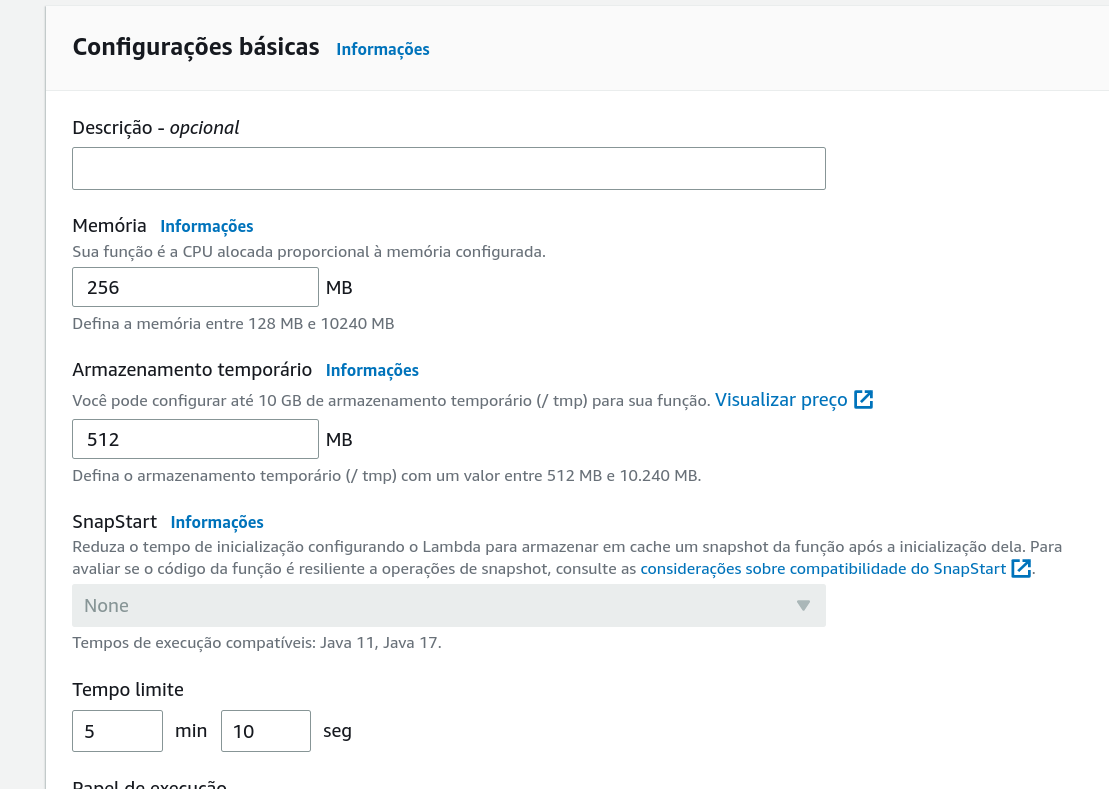 Configurações básicas Informações
Descrição - opcional
Memória Informações
Sua função é a CPU alocada proporcional à memória configurada.
256 MB
Defina a memória entre 128 MB e 10240 MB
Armazenamento temporário Informações
Você pode configurar até 10 GB de armazenamento temporário (/ tmp) para sua função. Visualizar preço
512 MB
Defina o armazenamento temporário (/ tmp) com um valor entre 512 MB e 10.240 MB.
SnapStart Informações
Reduza o tempo de inicialização configurando o Lambda para armazenar em cache um snapshot da função após a inicialização dela. Para
avaliar se o código da função é resiliente a operações de snapshot, consulte as considerações sobre compatibilidade do SnapStart.
None
Tempos de execução compatíveis: Java 11, Java 17.
Tempo limite
5 min 10 seg
Papel de execução